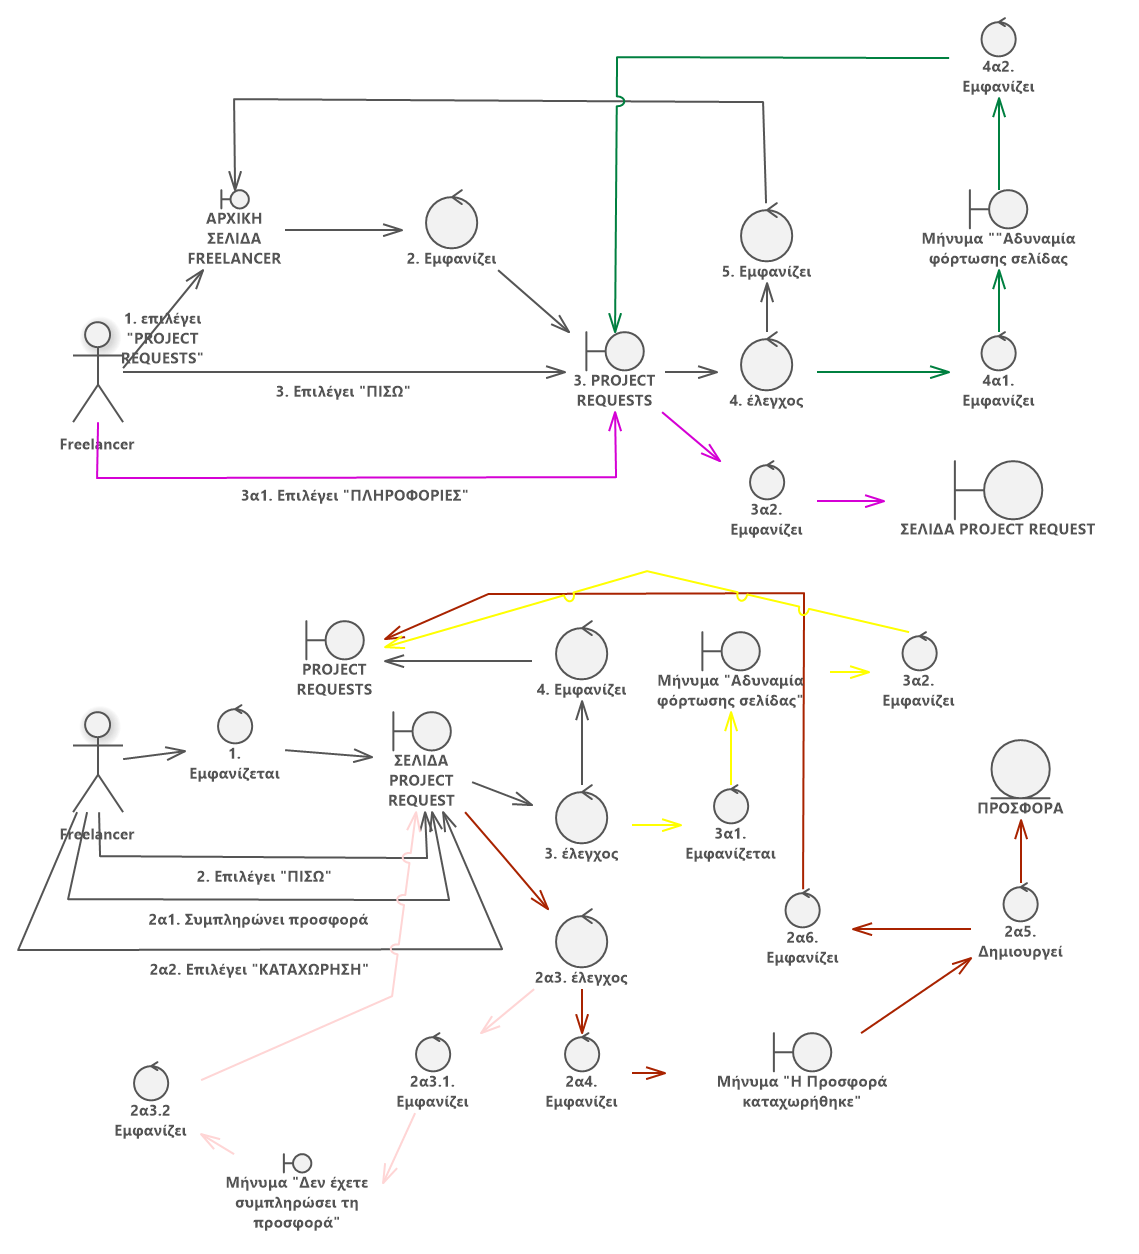 4α2.
Εμφανίζει
ΑΡΧΙΚΗ
ΣΕΛΙΔΑ
FREELANCER
2. Εμφανίζει
5. Εμφανίζει
Μήνυμα ""Αδυναμία
φόρτωσης σελίδας
1. επιλέγει
"PROJECT
REQUESTS"
3. Επιλέγει "ΠΙΣΩ"
3. PROJECT
REQUESTS
4. έλεγχος
4α1.
Εμφανίζει
Freelancer
3α1. Επιλέγει "ΠΛΗΡΟΦΟΡΙΕΣ"
3α2.
Εμφανίζει
ΣΕΛΙΔΑ PROJECT REQUEST
PROJECT
REQUESTS
4. Εμφανίζει
Μήνυμα "Αδυναμία
φόρτωσης σελίδας"
3α2.
Εμφανίζει
1.
Εμφανίζεται
ΣΕΛΙΔΑ
PROJECT
REQUEST
ΠΡΟΣΦΟΡΑ
Freelancer
3. έλεγχος
3α1.
Εμφανίζεται
2. Επιλέγει "ΠΙΣΩ"
2α1. Συμπληρώνει προσφορά
2α2. Επιλέγει "ΚΑΤΑΧΩΡΗΣΗ"
2α3. έλεγχος
2α6.
Εμφανίζει
2α5.
Δημιουργεί
2α3.1.
Εμφανίζει
2α4.
Εμφανίζει
Μήνυμα "Η Προσφορά
καταχωρήθηκε"
2α3.2
Εμφανίζει
Μήνυμα "Δεν έχετε
συμπληρώσει τη
προσφορά"